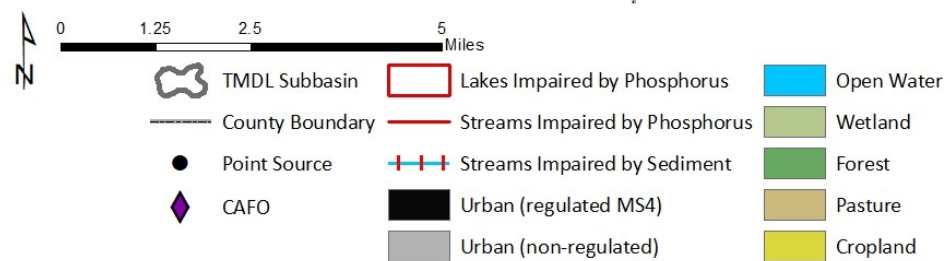 0 1.25 2.5 5
Miles
N
TMDL Subbasin Lakes Impaired by Phosphorus Open Water
County Boundary Streams Impaired by Phosphorus Wetland
Point Source Streams Impaired by Sediment Forest
CAFO Urban (regulated MS4) Pasture
Urban (non-regulated) Cropland